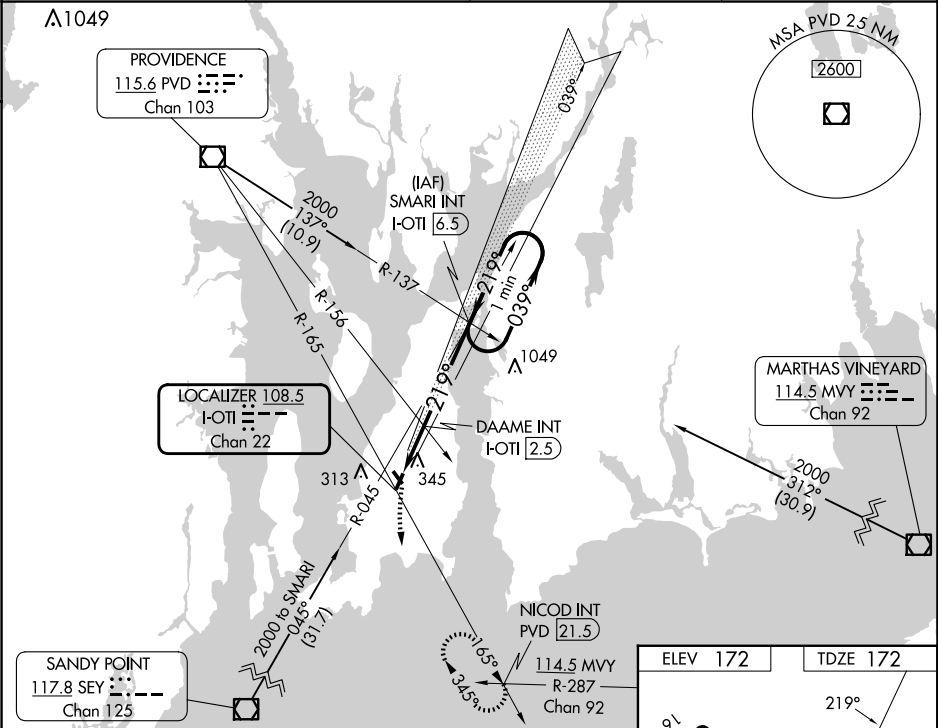 1049
PROVIDENCE
115.6 PVD
Chan 103
MSA PVD 25 NM
2600
039°
(IAF)
SMARI INT
I-OTI 6.5
2000
137°
(10.9)
R-137
R-156
R-165
219°
1 min
039°
1049
LOCALIZER 108.5
I-OTI
Chan 22
219°
DAAME INT
I-OTI 2.5
MARTHAS VINEYARD
114.5 MVY
Chan 92
313
345
R-045
2000
312°
(30.9)
2000 to SMARI
045°
(31.7)
NICOD INT
PVD 21.5
165°
345°
114.5 MVY
R-287
Chan 92
SANDY POINT
117.8 SEY
Chan 125
ELEV 172
TDZE 172
219°
16